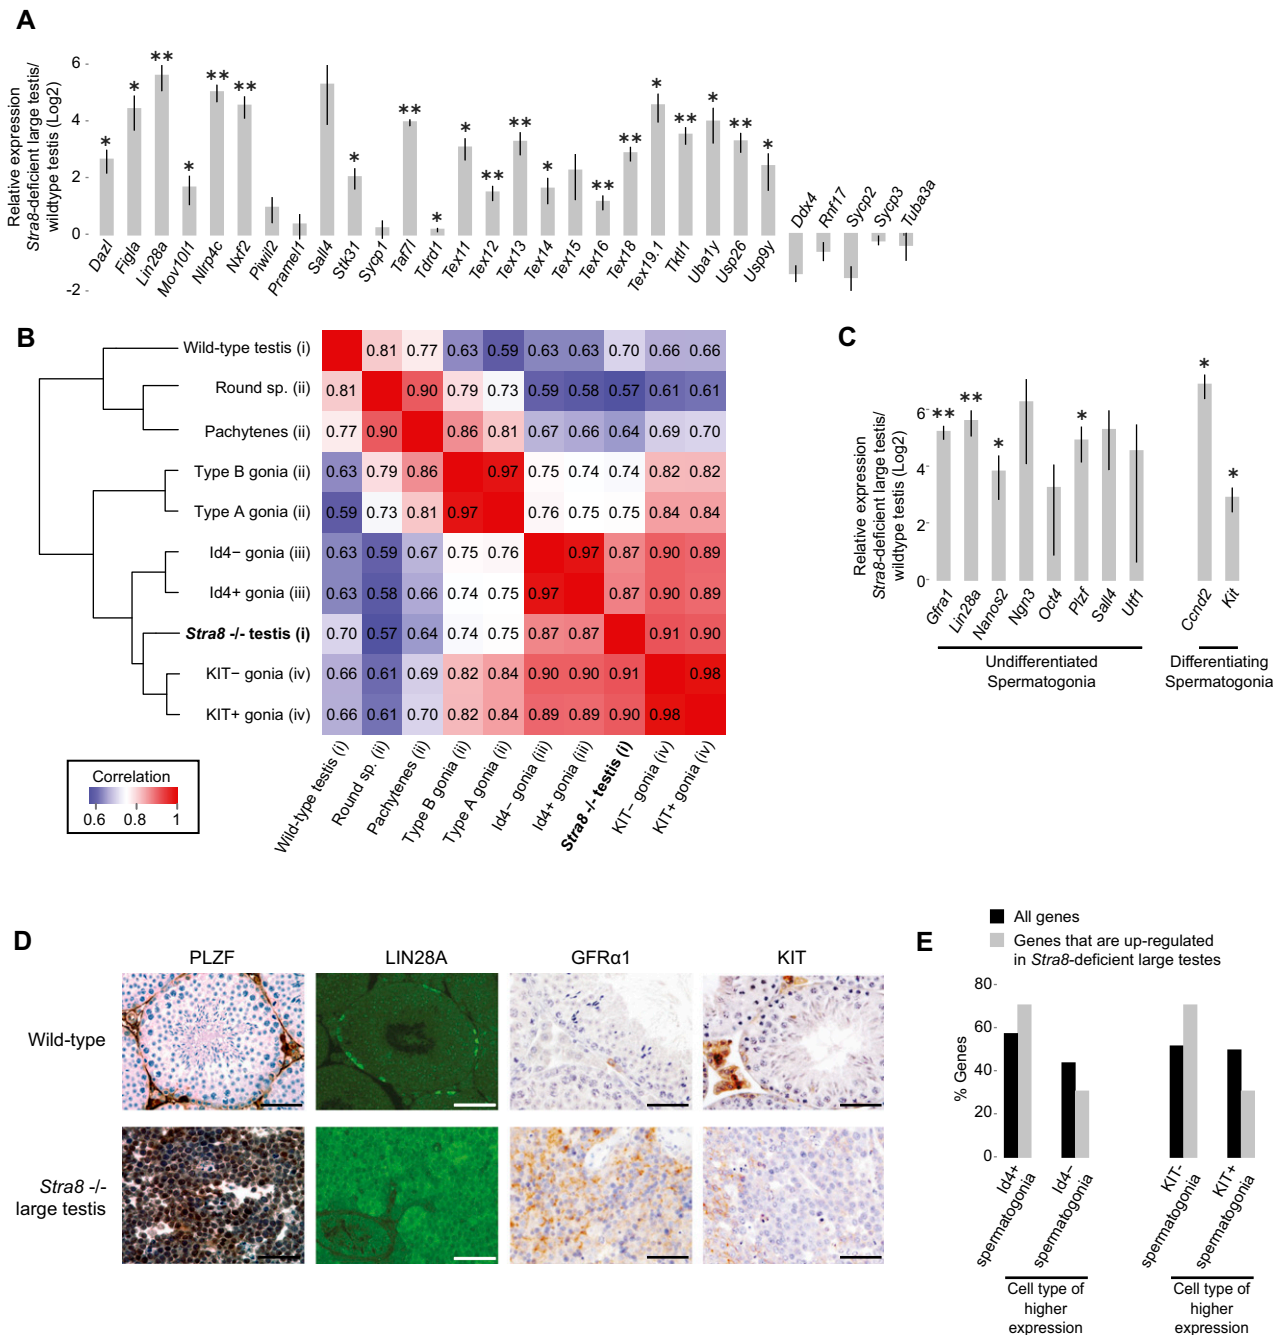 A
Relative expression
Stra8-deficient large testis/
wildtype testis (Log2)
6
4
2
0
-2
* * ** * ** ** * ** * * ** ** * ** ** * ** * ** *
Dazl Figla Lin28a Mov10l1 Nlrp4c Nxf2 Piwil2 Pramel1 Sall4 Stk31 Sycp1 Taf7l Tdrd1 Tex11 Tex12 Tex13 Tex14 Tex15 Tex16 Tex18 Tex19.1 Tktl1 Uba1y Usp26 Usp9y Ddx4 Rnf17 Sycp2 Sycp3 Tuba3a
B
Wild-type testis (i) 0.81 0.77 0.63 0.59 0.63 0.63 0.70 0.66 0.66
Round sp. (ii) 0.81 0.90 0.79 0.73 0.59 0.58 0.57 0.61 0.61
Pachytenes (ii) 0.77 0.90 0.86 0.81 0.67 0.66 0.64 0.69 0.70
Type B gonia (ii) 0.63 0.79 0.86 0.97 0.75 0.74 0.74 0.82 0.82
Type A gonia (ii) 0.59 0.73 0.81 0.97 0.76 0.75 0.75 0.84 0.84
Id4− gonia (iii) 0.63 0.59 0.67 0.75 0.76 0.97 0.87 0.90 0.89
Id4+ gonia (iii) 0.63 0.58 0.66 0.74 0.75 0.97 0.87 0.90 0.89
Stra8 -/- testis (i) 0.70 0.57 0.64 0.74 0.75 0.87 0.87 0.91 0.90
KIT− gonia (iv) 0.66 0.61 0.69 0.82 0.84 0.90 0.90 0.91 0.98
KIT+ gonia (iv) 0.66 0.61 0.70 0.82 0.84 0.89 0.89 0.90 0.98
Wild-type testis (i) Round sp. (ii) Pachytenes (ii) Type B gonia (ii) Type A gonia (ii) Id4− gonia (iii) Id4+ gonia (iii) Stra8 -/- testis (i) KIT− gonia (iv) KIT+ gonia (iv)
Correlation
0.6 0.8 1
C
Relative expression
Stra8-deficient large testis/
wildtype testis (Log2)
6
4
2
0
** ** * * * *
Gfra1 Lin28a Nanos2 Ngn3 Oct4 Plzf Sall4 Utf1 Ccnd2 Kit
Undifferentiated
Spermatogonia
Differentiating
Spermatogonia
D
PLZF LIN28A GFRα1 KIT
Wild-type
Stra8 -/-
large testis
E
All genes
Genes that are up-regulated
in Stra8-deficient large testes
% Genes
80
60
40
20
0
Id4+
spermatogonia
Id4−
spermatogonia
KIT-
spermatogonia
KIT+
spermatogonia
Cell type of
higher
expression
Cell type of
higher
expression